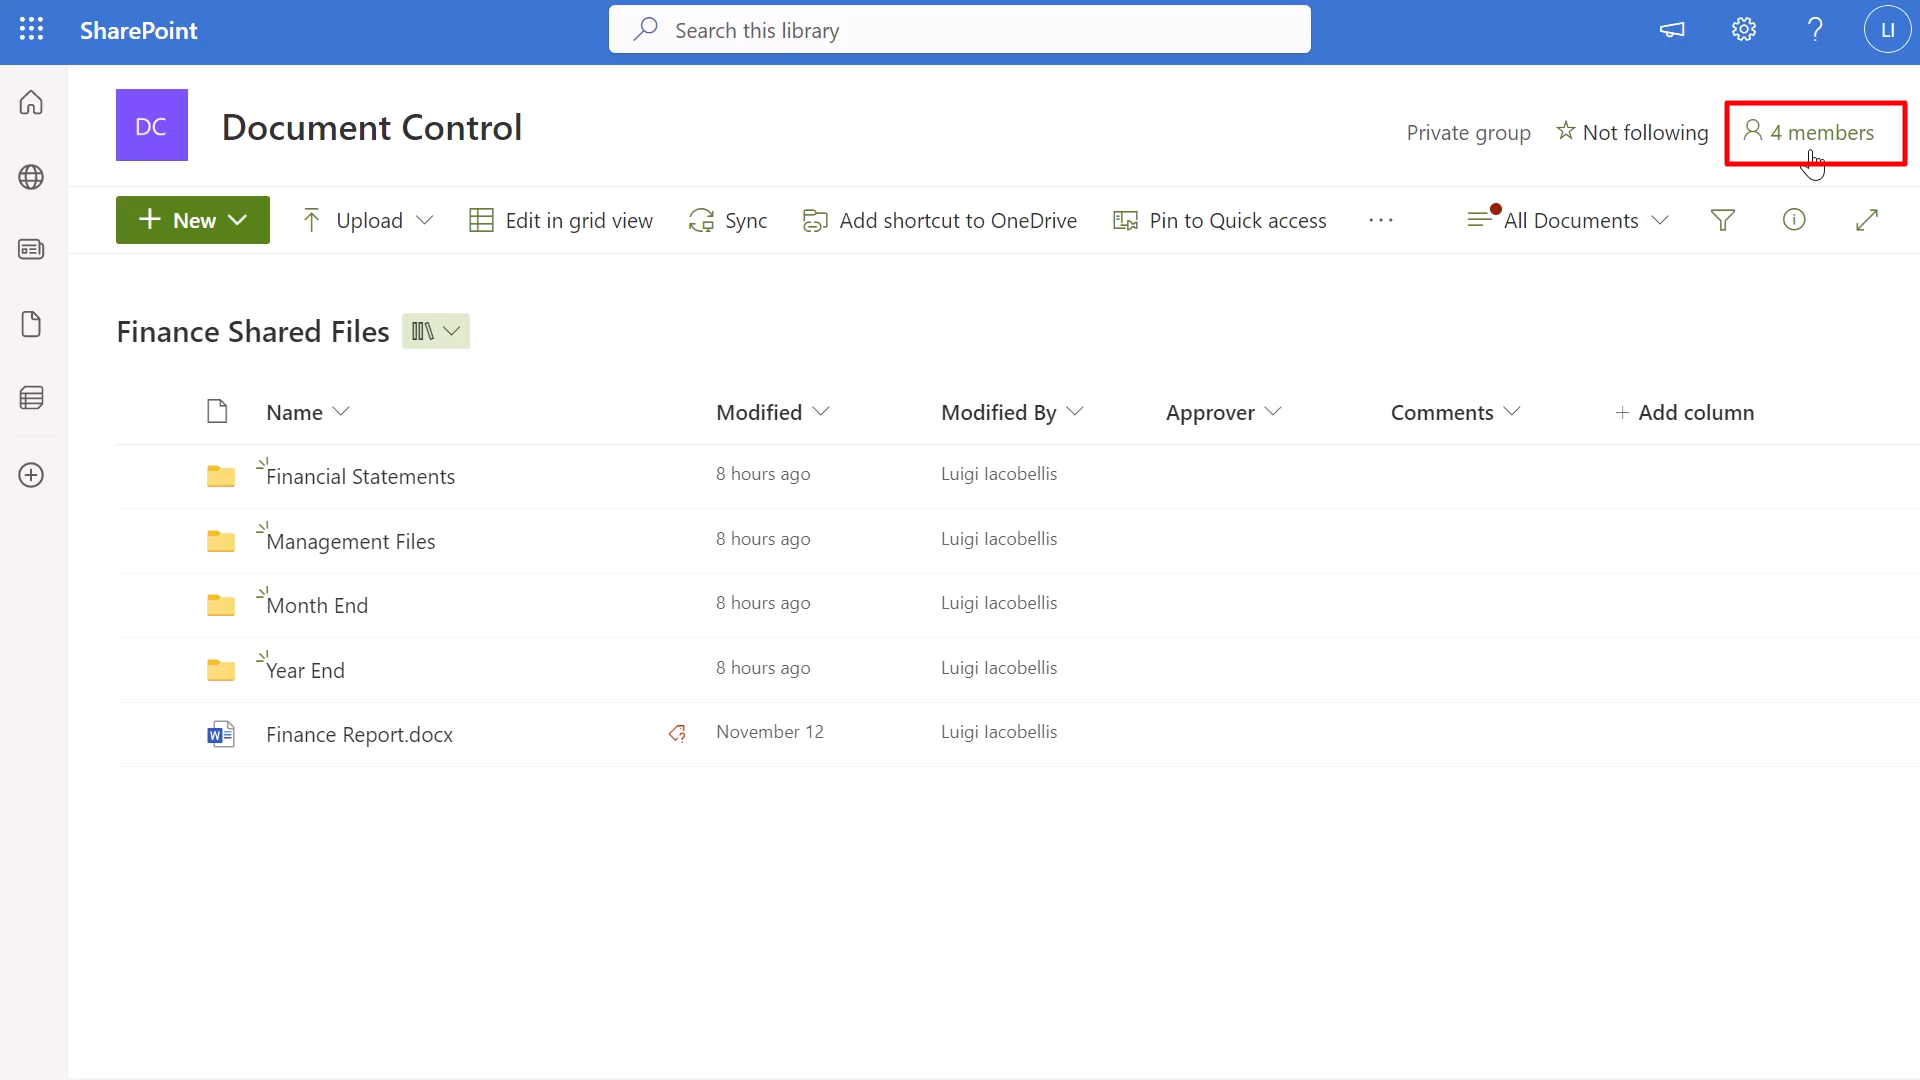 SharePoint
Search this library
LI
DC
Document Control
Private group
Not following
4 members
New
Upload
Edit in grid view
Sync
Add shortcut to OneDrive
Pin to Quick access
All Documents
Finance Shared Files
Name
Modified
Modified By
Approver
Comments
Add column
Financial Statements
8 hours ago
Luigi Iacobellis
Management Files
8 hours ago
Luigi Iacobellis
Month End
8 hours ago
Luigi Iacobellis
Year End
8 hours ago
Luigi Iacobellis
Finance Report.docx
November 12
Luigi Iacobellis